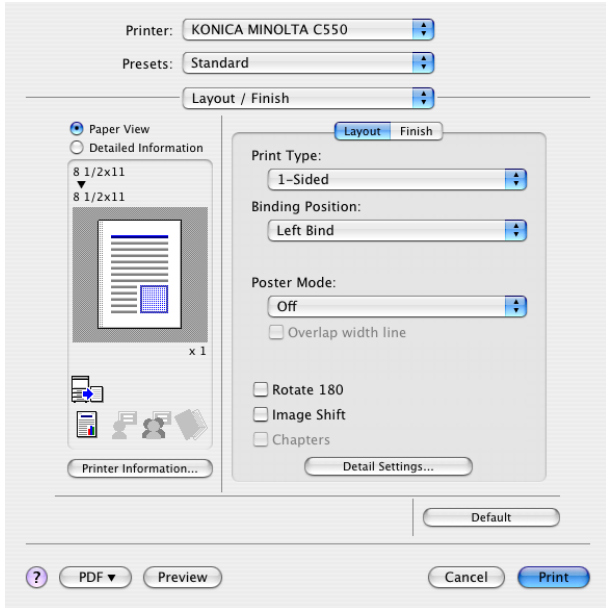 Printer: KONICA MINOLTA C550
Presets: Standard
Layout / Finish
Paper View
Detailed Information
8 1/2x11
8 1/2x11
x 1
Printer Information...
Layout Finish
Print Type:
1-Sided
Binding Position:
Left Bind
Poster Mode:
Off
Overlap width line
Rotate 180
Image Shift
Chapters
Detail Settings...
Default
? PDF ▼ Preview Cancel Print